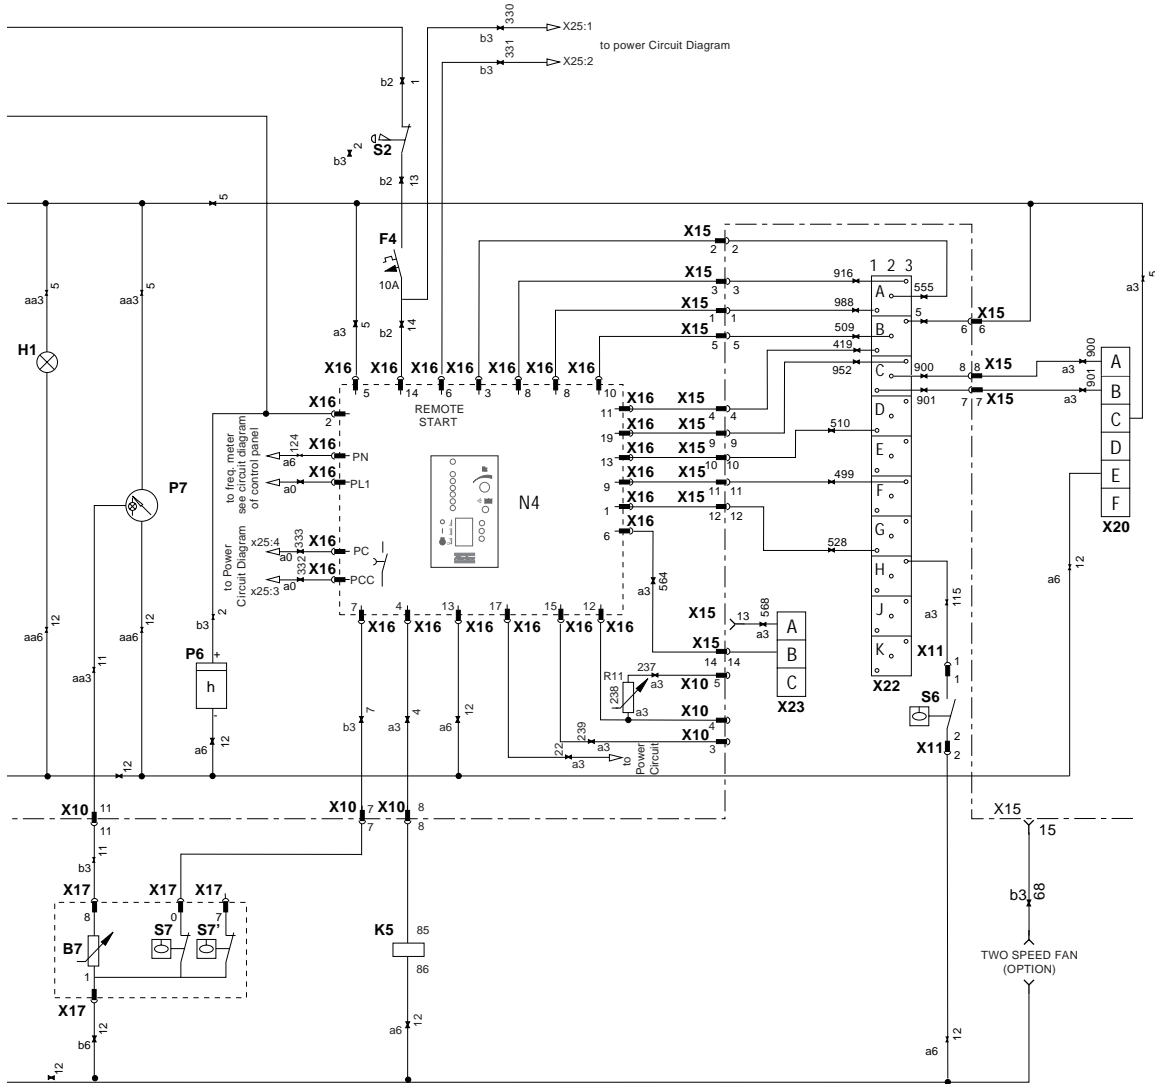 330
b3
X25:1
to power Circuit Diagram
331
b3
X25:2
b2
1
S2
b3
2
b2
13
5
F4
10A
X15
2
2
X15
3
3
916
X15
1
1
988
X15
5
5
509
419
952
1 2 3
A
555
B
5
X15
6
6
C
900
8
8
X15
901
7
7
X15
a3
900
a3
901
a3
5
A
B
C
D
E
F
X20
D
E
F
G
H
J
K
X22
aa3
5
aa3
5
a3
5
b2
14
H1
X16
X16
X16
X16
X16
X16
5
14
6
3
8
8
10
REMOTE
START
X16
2
11
X16
X15
4
4
19
X16
X15
9
9
13
X16
X15
10
10
510
9
X16
X15
11
11
499
1
X16
X15
12
12
528
6
X16
to freq. meter
see circuit diagram
of control panel
124
a6
X16
PN
a0
X16
PL1
P7
N4
to Power
Circuit Diagram
x25:4
333
a0
X16
PC
x25:3
332
a0
X16
PCC
7
4
13
17
15
12
X16
X16
X16
X16
X16
a3
564
X15
13
568
a3
A
B
C
X23
X15
14
14
R11
237
a3
X10
5
238
a3
X10
4
239
a3
X10
3
22
a3
to
Power
Circuit
aa6
12
aa6
12
b3
2
P6
+
h
-
a6
12
aa3
11
b3
7
a3
4
a6
12
a3
115
X11
1
1
S6
X11
2
2
a6
12
12
X10
11
11
X10
7
7
X10
8
8
X15
15
b3
11
X17
X17
X17
8
0
7
B7
S7
S7'
1
X17
b6
12
12
K5
85
86
a6
12
b3
68
TWO SPEED FAN
(OPTION)
a6
12